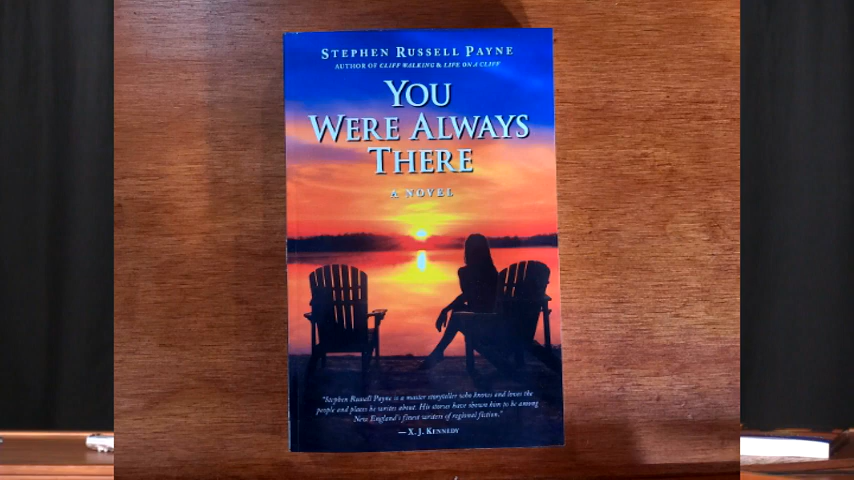 STEPHEN RUSSELL PAYNE
AUTHOR OF CLIFF WALKING & LIFE ON A CLIFF
YOU
WERE ALWAYS
THERE
A NOVEL
"Stephen Russell Payne is a master storyteller who knows and loves the
people and places he writes about. His stories have shown him to be among
New England's finest writers of regional fiction."
—X. J. KENNEDY